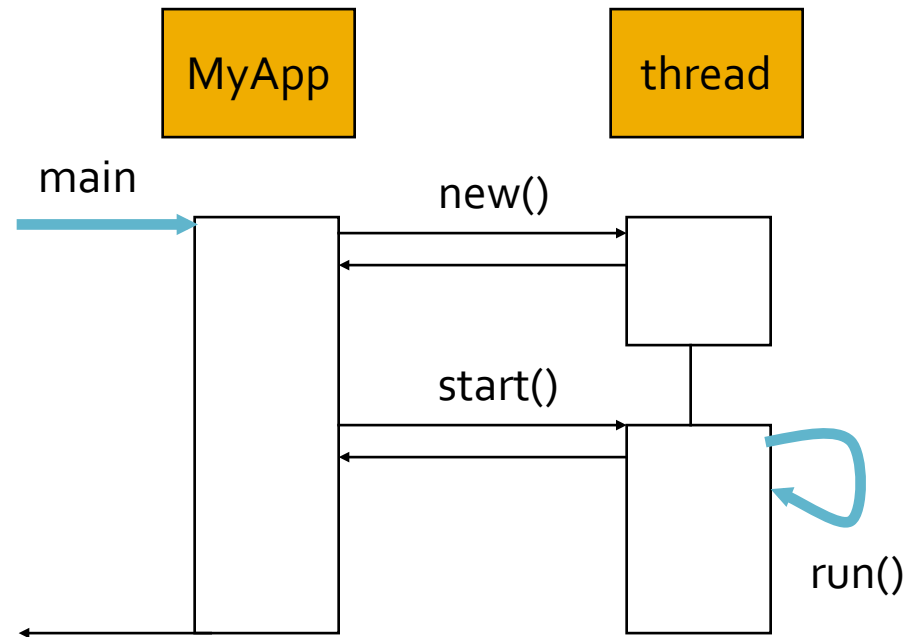 MyApp
thread
main
new()
start()
run()